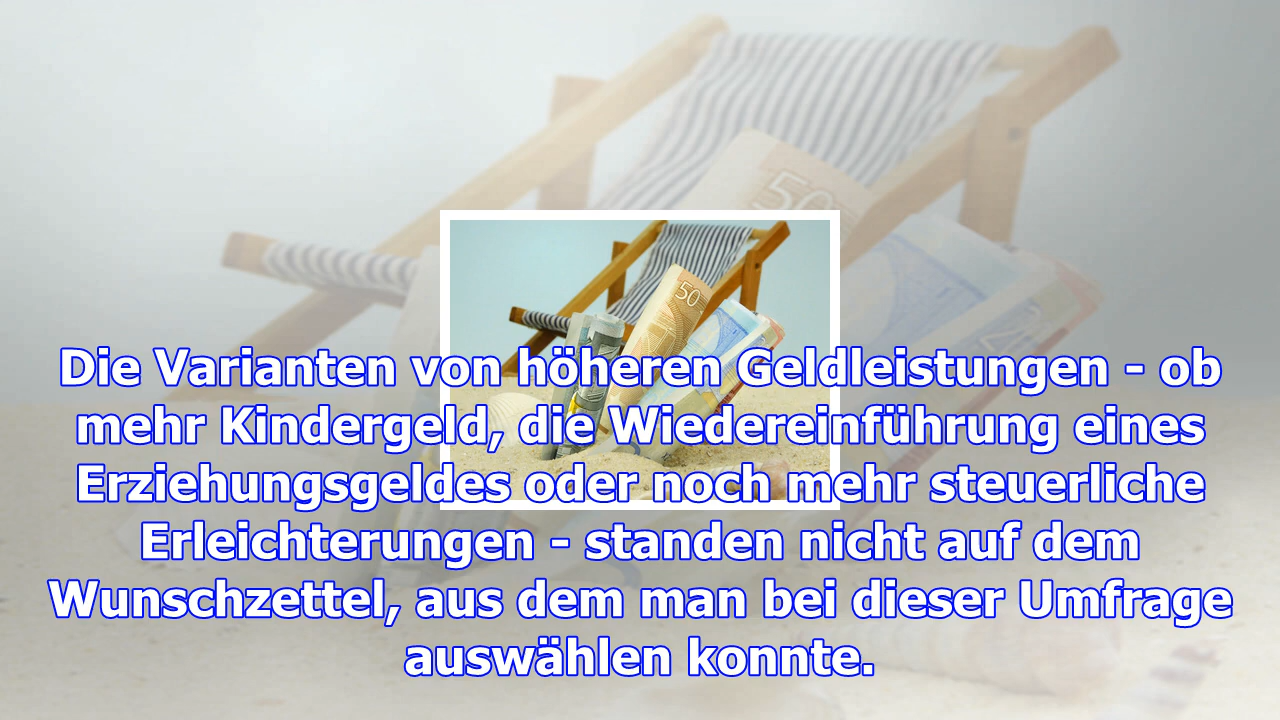 50
Die Varianten von höheren Geldleistungen - ob
mehr Kindergeld, die Wiedereinführung eines
Erziehungsgeldes oder noch mehr steuerliche
Erleichterungen - standen nicht auf dem
Wunschzettel, aus dem man bei dieser Umfrage
auswählen konnte.